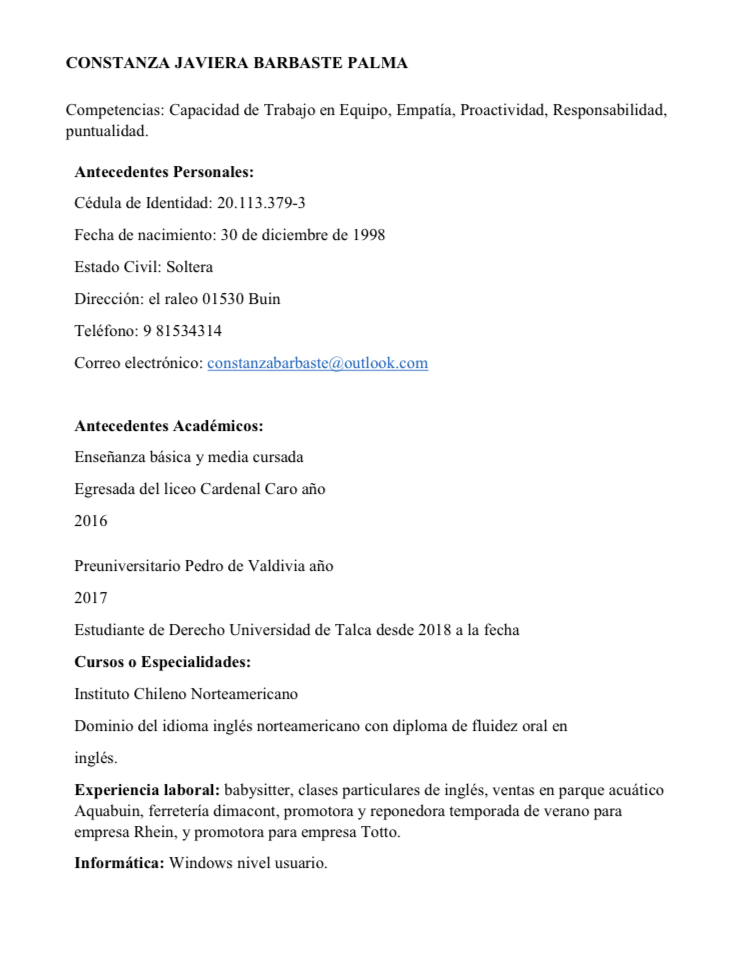 CONSTANZA JAVIERA BARBASTE PALMA
Competencias: Capacidad de Trabajo en Equipo, Empatía, Proactividad, Responsabilidad,
puntualidad.
Antecedentes Personales:
Cédula de Identidad: 20.113.379-3
Fecha de nacimiento: 30 de diciembre de 1998
Estado Civil: Soltera
Dirección: el raleo 01530 Buin
Teléfono: 9 81534314
Correo electrónico: constanzabarbaste@outlook.com
Antecedentes Académicos:
Enseñanza básica y media cursada
Egresada del liceo Cardenal Caro año
2016
Preuniversitario Pedro de Valdivia año
2017
Estudiante de Derecho Universidad de Talca desde 2018 a la fecha
Cursos o Especialidades:
Instituto Chileno Norteamericano
Dominio del idioma inglés norteamericano con diploma de fluidez oral en
inglés.
Experiencia laboral: babysitter, clases particulares de inglés, ventas en parque acuático
Aquabuin, ferretería dimacont, promotora y reponedora temporada de verano para
empresa Rhein, y promotora para empresa Totto.
Informática: Windows nivel usuario.